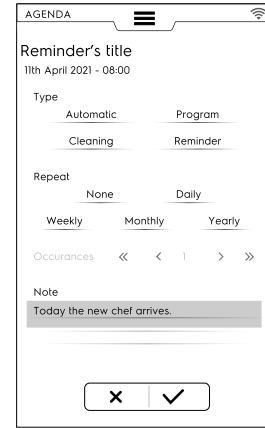 AGENDA
Reminder's title
11th April 2021 - 08:00
Type
Automatic Program
Cleaning Reminder
Repeat
None Daily
Weekly Monthly Yearly
Occurances « < 1 > »
Note
Today the new chef arrives.